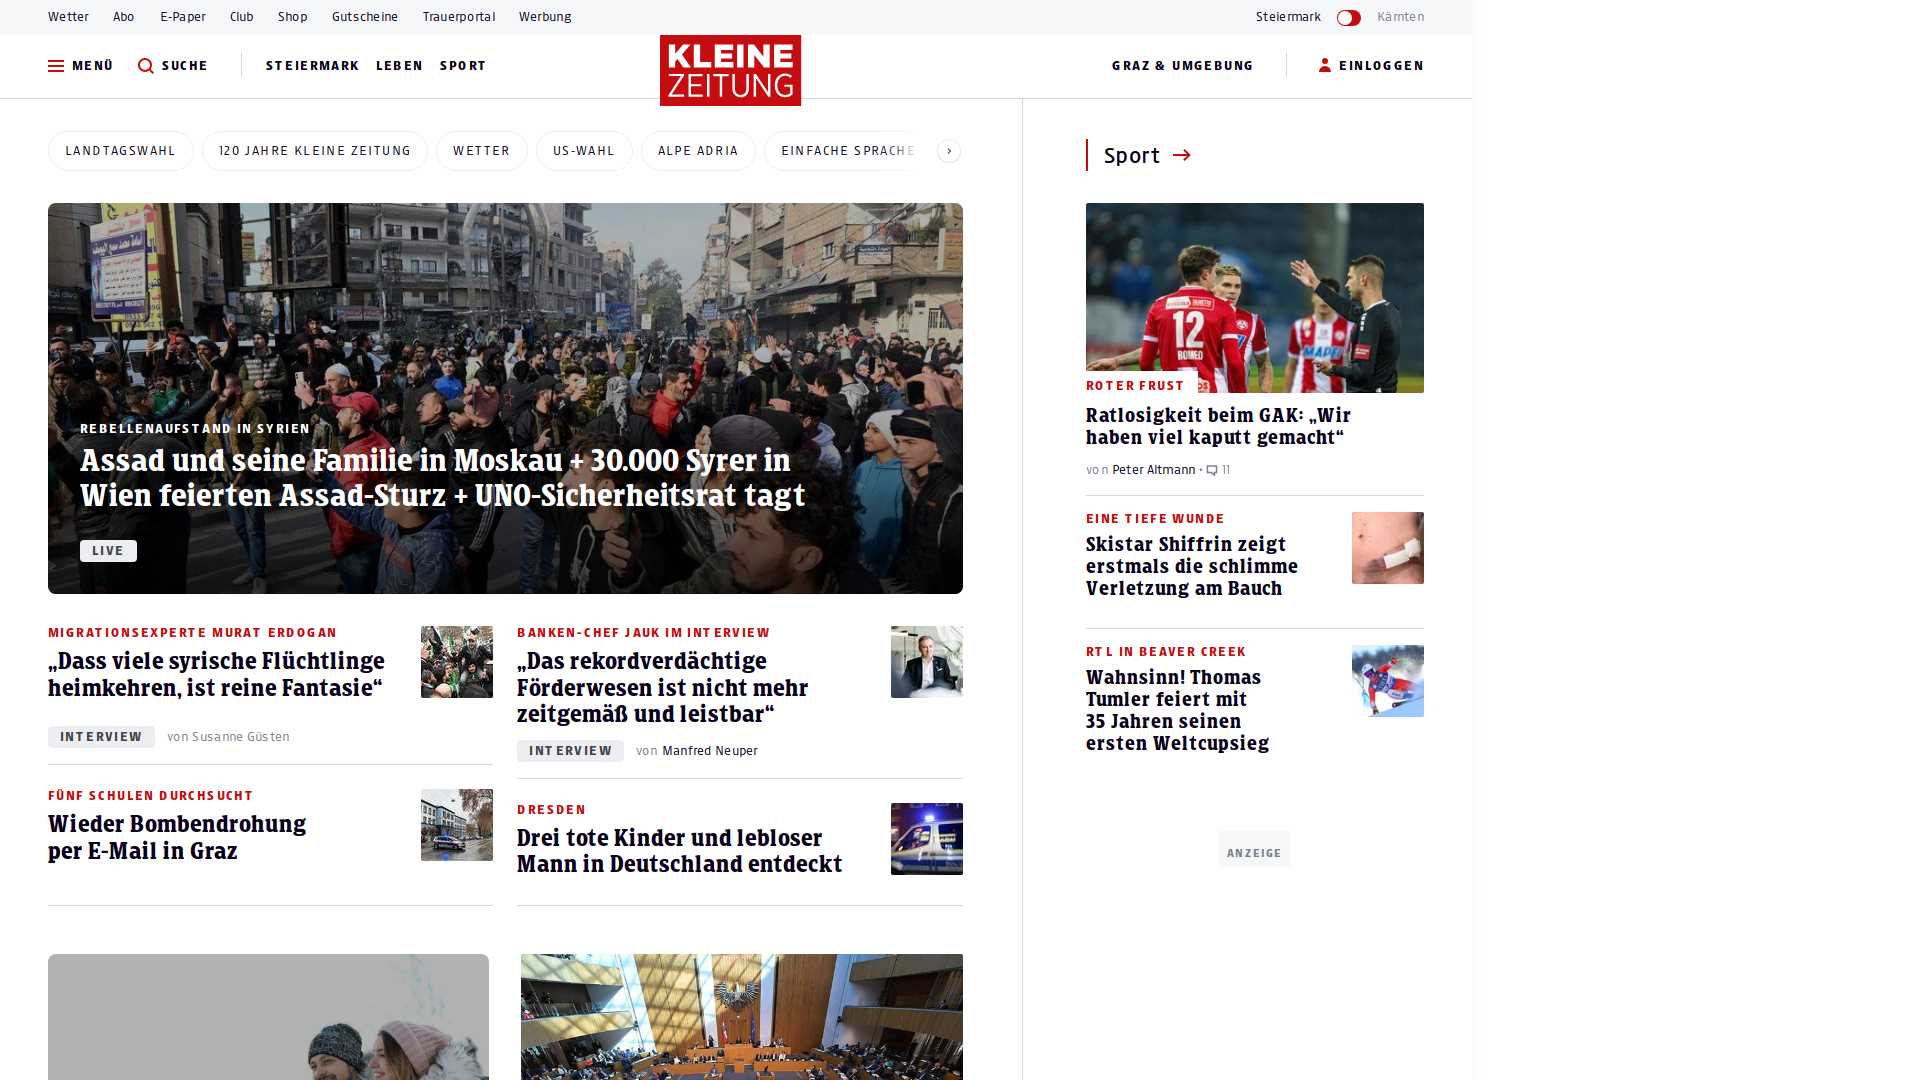 Wetter Abo E-Paper Club Shop Gutscheine Trauerportal Werbung Steiermark Kärnten
MENÜ SUCHE STEIERMARK LEBEN SPORT KLEINE ZEITUNG GRAZ & UMGEBUNG EINLOGGEN
LANDTAGSWAHL 120 JAHRE KLEINE ZEITUNG WETTER US-WAHL ALPE ADRIA EINFACHE SPRACHE
REBELLENAUFSTAND IN SYRIEN
Assad und seine Familie in Moskau + 30.000 Syrer in
Wien feierten Assad-Sturz + UNO-Sicherheitsrat tagt
LIVE
MIGRATIONSEXPERTE MURAT ERDOGAN
„Dass viele syrische Flüchtlinge
heimkehren, ist reine Fantasie“
INTERVIEW von Susanne Güsten
BANKEN-CHEF JAUK IM INTERVIEW
„Das rekordverdächtige
Förderwesen ist nicht mehr
zeitgemäß und leistbar“
INTERVIEW von Manfred Neuper
FÜNF SCHULEN DURCHSUCHT
Wieder Bombendrohung
per E-Mail in Graz
DRESDEN
Drei tote Kinder und lebloser
Mann in Deutschland entdeckt
Sport
12
ROMEO
ROTER FRUST
Ratlosigkeit beim GAK: „Wir
haben viel kaputt gemacht“
von Peter Altmann • 11
EINE TIEFE WUNDE
Skistar Shiffrin zeigt
erstmals die schlimme
Verletzung am Bauch
RTL IN BEAVER CREEK
Wahnsinn! Thomas
Tumler feiert mit
35 Jahren seinen
ersten Weltcupsieg
ANZEIGE